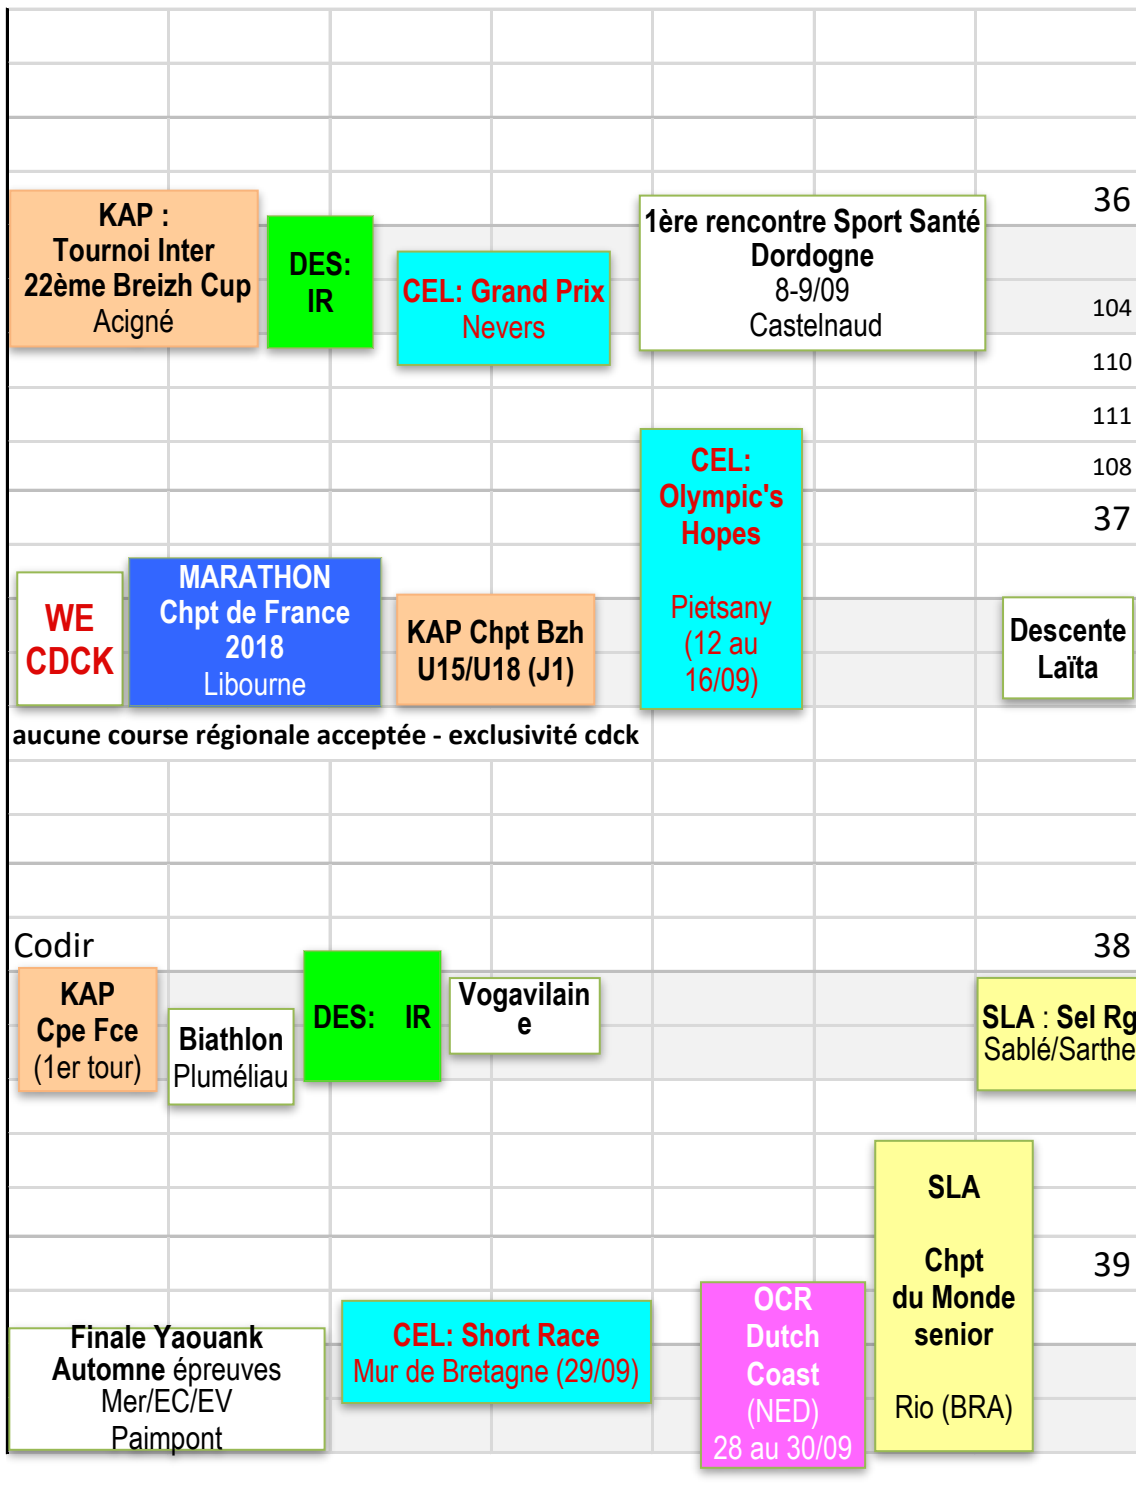 36
KAP :
Tournoi Inter
22ème Breizh Cup
Acigné
DES:
IR
CEL: Grand Prix
Nevers
1ère rencontre Sport Santé
Dordogne
8-9/09
Castelnaud
104
110
111
108
37
CEL:
Olympic's
Hopes
Pietsany
(12 au
16/09)
WE
CDCK
MARATHON
Chpt de France
2018
Libourne
KAP Chpt Bzh
U15/U18 (J1)
Descente
Laïta
aucune course régionale acceptée - exclusivité cdck
Codir
38
KAP
Cpe Fce
(1er tour)
Biathlon
Pluméliau
DES: IR
Vogavilain
e
SLA : Sel Rg
Sablé/Sarthe
SLA
Chpt
du Monde
senior
Rio (BRA)
39
Finale Yaouank
Automne épreuves
Mer/EC/EV
Paimpont
CEL: Short Race
Mur de Bretagne (29/09)
OCR
Dutch
Coast
(NED)
28 au 30/09